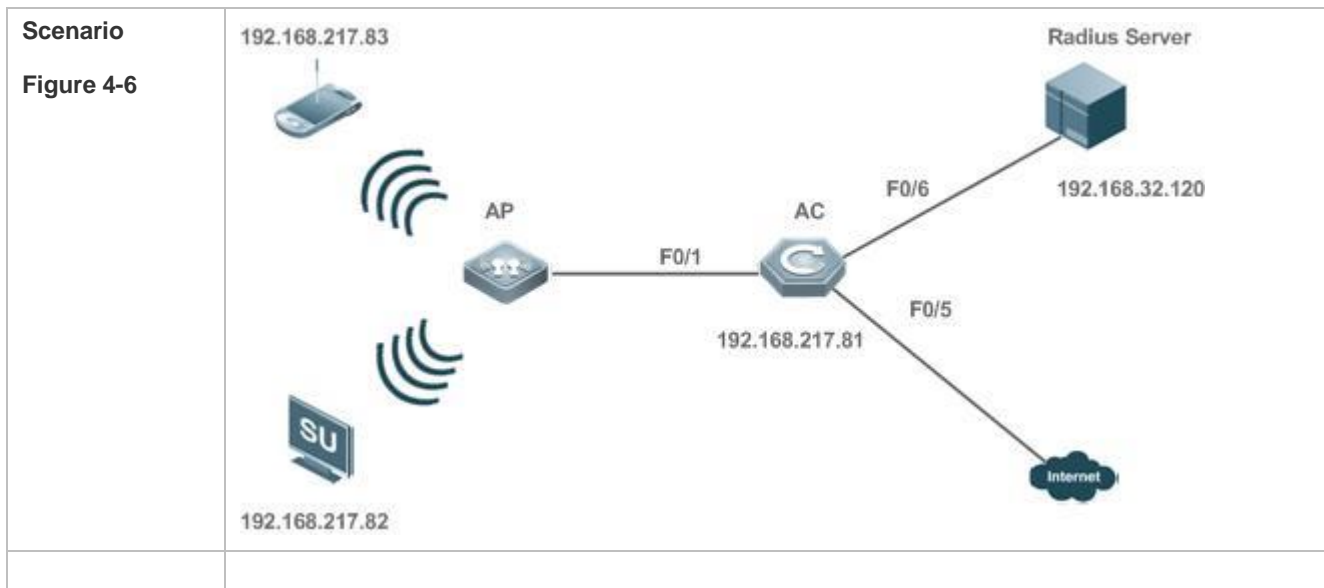 Scenario
Figure 4-6
192.168.217.83
Radius Server
192.168.32.120
F0/6
AP
AC
F0/1
F0/5
192.168.217.81
SU
Internet
192.168.217.82